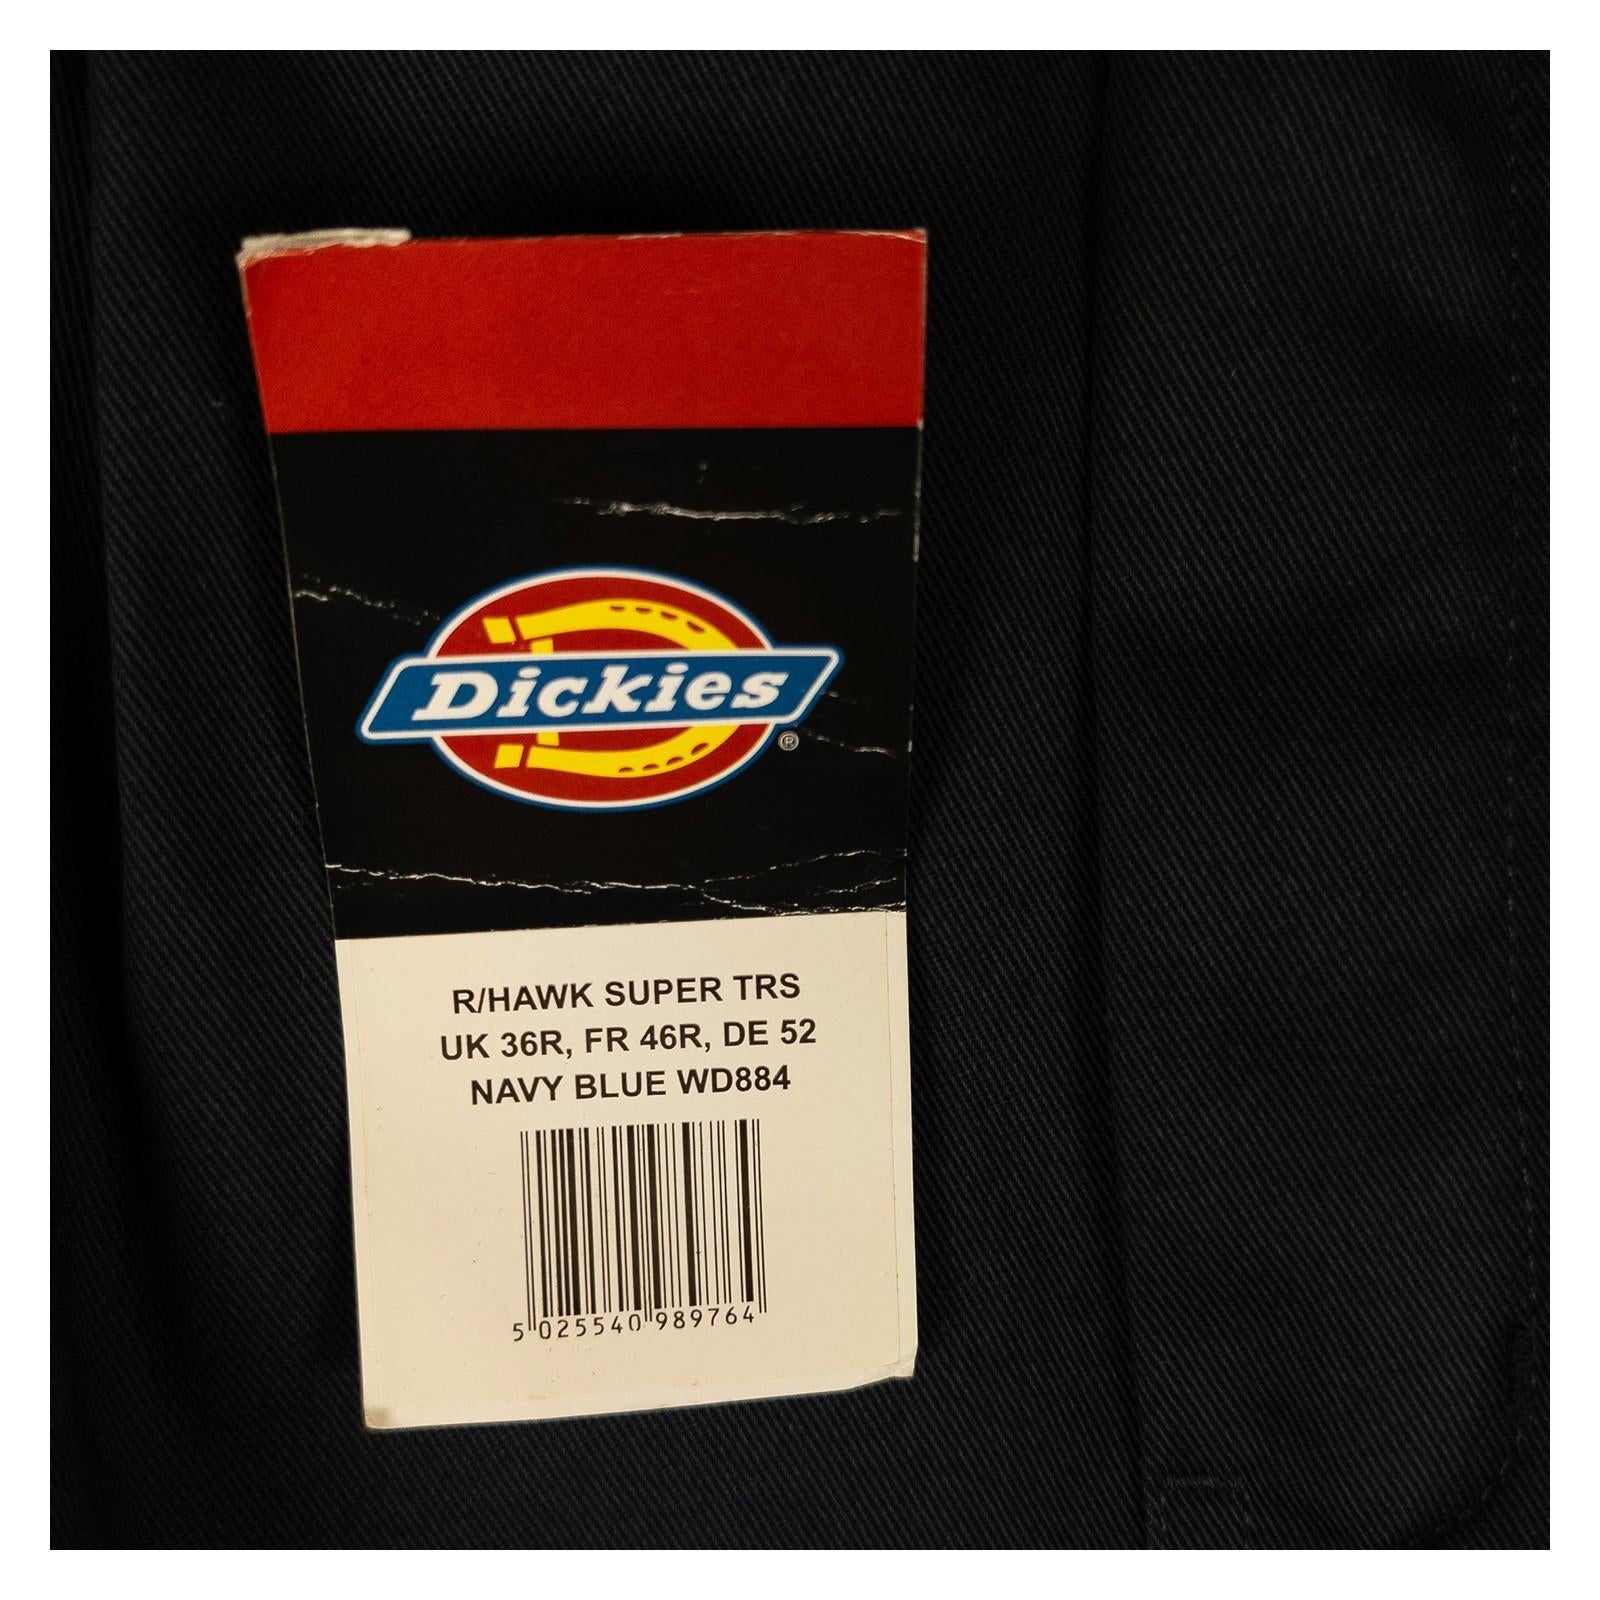 Dickies
®
R/HAWK SUPER TRS
UK 36R, FR 46R, DE 52
NAVY BLUE WD884
5 025540 989764